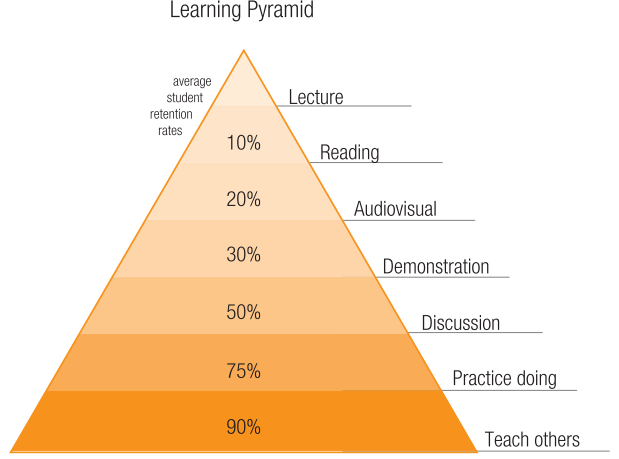 Learning Pyramid
average
student
retention
rates
Lecture
10%
Reading
20%
Audiovisual
30%
Demonstration
50%
Discussion
75%
Practice doing
90%
Teach others